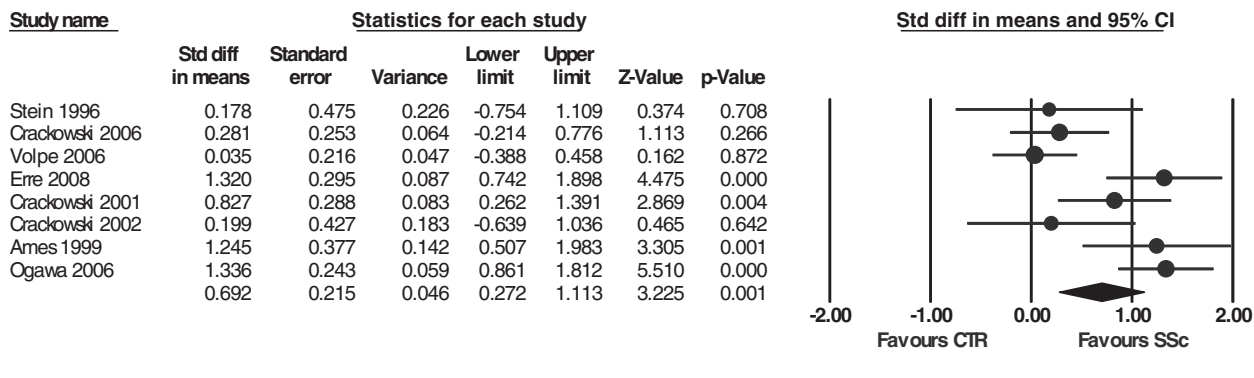 Study name Statistics for each study Std diff in means and 95% CI
Std diff Standard Lower Upper
in means error Variance limit limit Z-Value p-Value
Stein 1996 0.178 0.475 0.226 -0.754 1.109 0.374 0.708
Crackowski 2006 0.281 0.253 0.064 -0.214 0.776 1.113 0.266
Volpe 2006 0.035 0.216 0.047 -0.388 0.458 0.162 0.872
Erre 2008 1.320 0.295 0.087 0.742 1.898 4.475 0.000
Crackowski 2001 0.827 0.288 0.083 0.262 1.391 2.869 0.004
Crackowski 2002 0.199 0.427 0.183 -0.639 1.036 0.465 0.642
Ames 1999 1.245 0.377 0.142 0.507 1.983 3.305 0.001
Ogawa 2006 1.336 0.243 0.059 0.861 1.812 5.510 0.000
0.692 0.215 0.046 0.272 1.113 3.225 0.001
-2.00 -1.00 0.00 1.00 2.00
Favours CTR Favours SSc